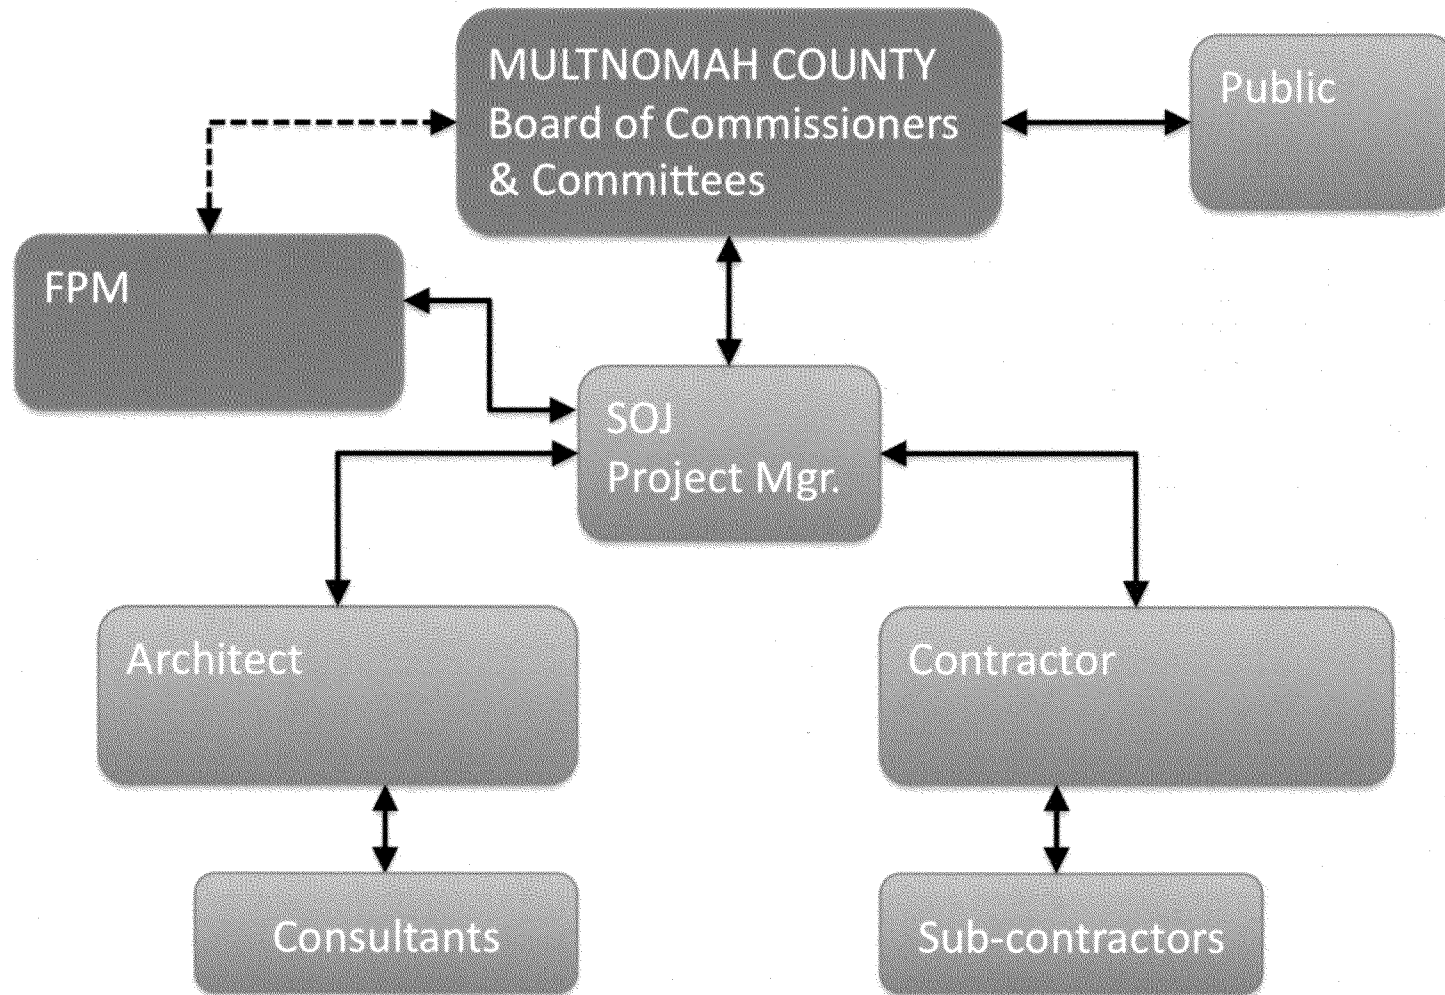 MULTNOMAH COUNTY
Board of Commissioners
& Committees
Public
FPM
SOJ
Project Mgr.
Architect
Contractor
Consultants
Sub-contractors